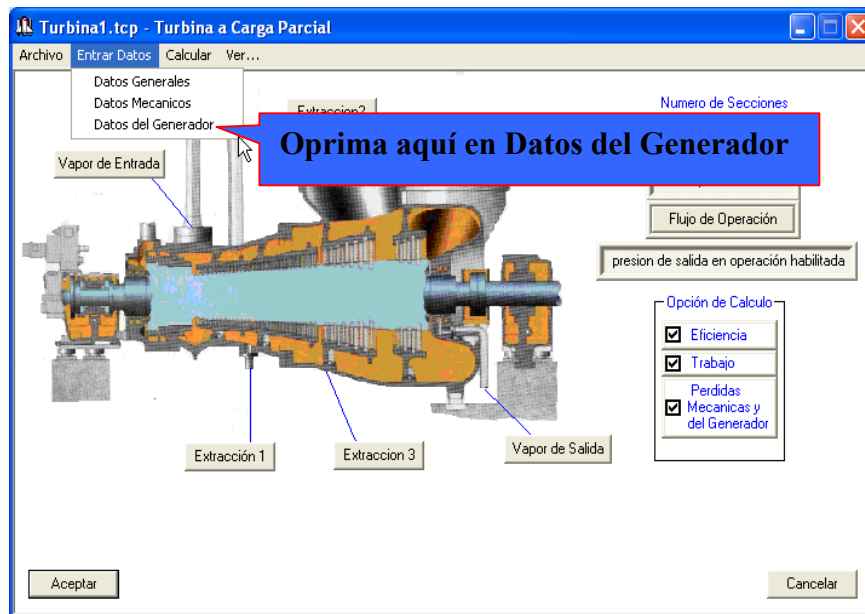 Turbina1.tcp - Turbina a Carga Parcial
Archivo Entrar Datos Calcular Ver...
Datos Generales
Datos Mecanicos
Datos del Generador
Extraccion2
Numero de Secciones
Oprima aquí en Datos del Generador
Vapor de Entrada
Flujo de Operación
presion de salida en operación habilitada
Opción de Calculo
Eficiencia
Trabajo
Perdidas
Mecanicas y
del Generador
Extracción 1
Extraccion 3
Vapor de Salida
Aceptar
Cancelar